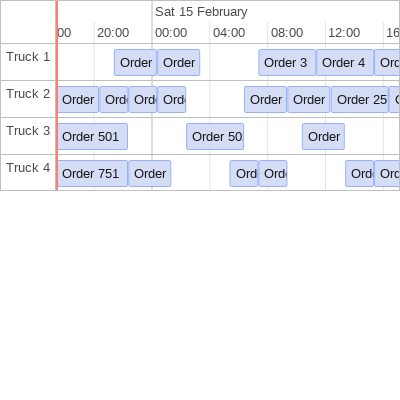 Sat 15 February
00 20:00 00:00 04:00 08:00 12:00 16
Truck 1 Order Order Order 3 Order 4 Ord
Truck 2 Order Ord Ord Ord Order Order Order 25
Truck 3 Order 501 Order 50 Order
Truck 4 Order 751 Order Ord Ord Ord Ord